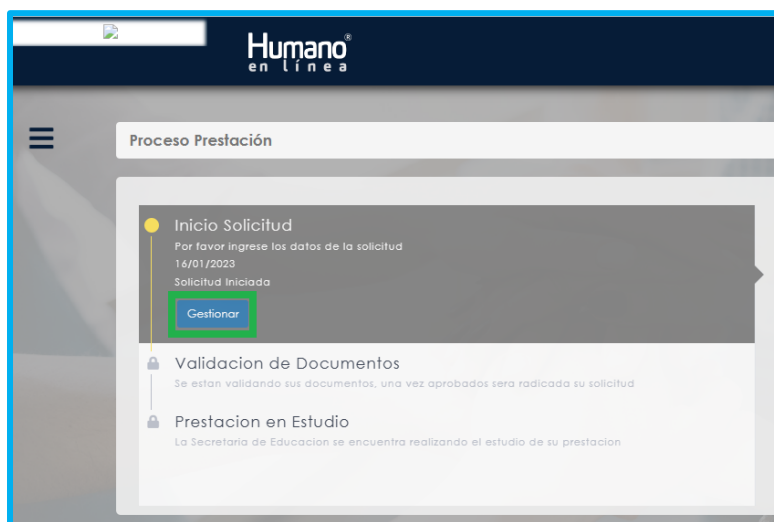 Humano®
en línea
Proceso Prestación
Inicio Solicitud
Por favor ingrese los datos de la solicitud
16/01/2023
Solicitud Iniciada
Gestionar
Validacion de Documentos
Se estan validando sus documentos, una vez aprobados sera radicada su solicitud
Prestacion en Estudio
La Secretaria de Educacion se encuentra realizando el estudio de su prestacion